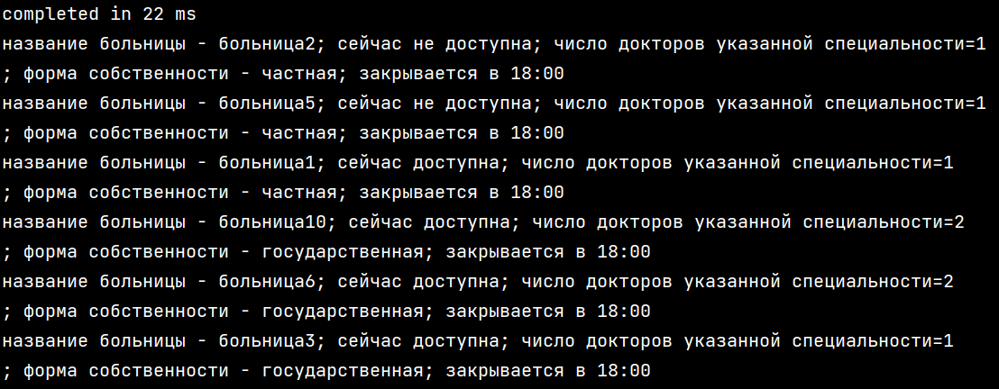 completed in 22 ms
название больницы - больница2; сейчас не доступна; число докторов указанной специальности=1
; форма собственности - частная; закрывается в 18:00
название больницы - больница5; сейчас не доступна; число докторов указанной специальности=1
; форма собственности - частная; закрывается в 18:00
название больницы - больница1; сейчас доступна; число докторов указанной специальности=1
; форма собственности - частная; закрывается в 18:00
название больницы - больница10; сейчас доступна; число докторов указанной специальности=2
; форма собственности - государственная; закрывается в 18:00
название больницы - больница6; сейчас доступна; число докторов указанной специальности=2
; форма собственности - государственная; закрывается в 18:00
название больницы - больница3; сейчас доступна; число докторов указанной специальности=1
; форма собственности - государственная; закрывается в 18:00